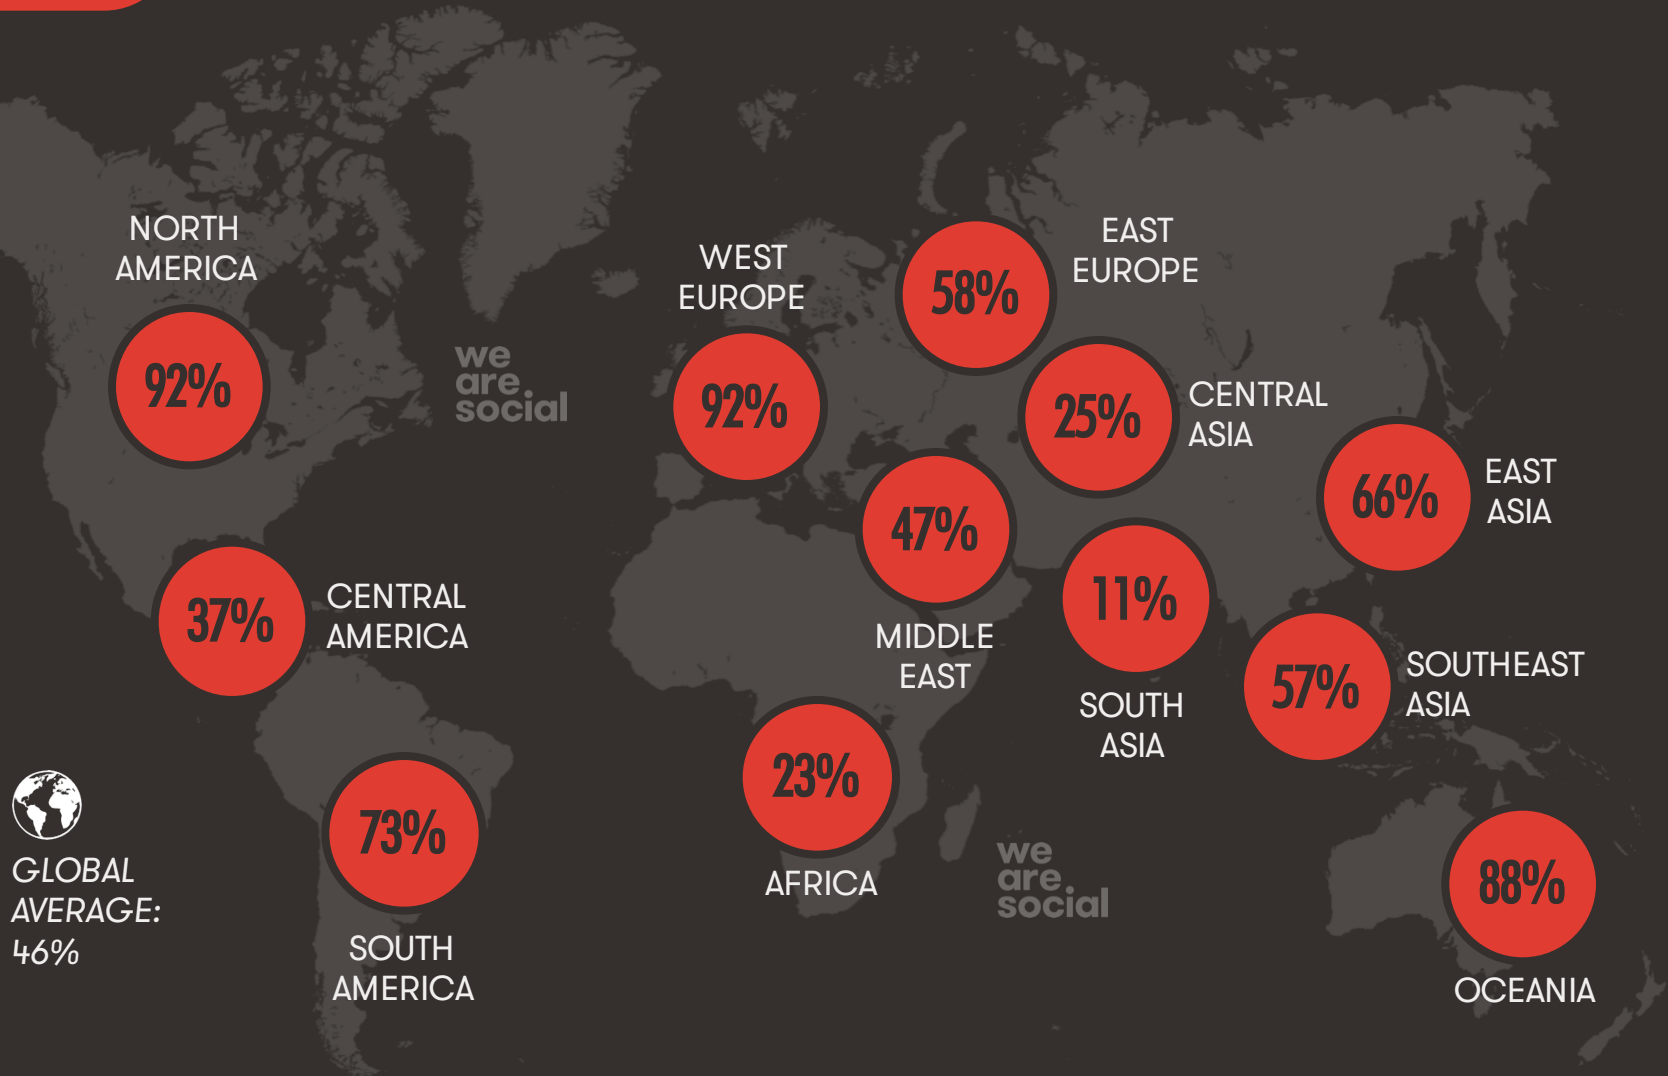 NORTH
AMERICA
92%
WEST
EUROPE
92%
58%
EAST
EUROPE
we
are
social
25%
CENTRAL
ASIA
66%
EAST
ASIA
47%
MIDDLE
EAST
11%
SOUTH
ASIA
37%
CENTRAL
AMERICA
57%
SOUTHEAST
ASIA
23%
AFRICA
73%
SOUTH
AMERICA
we
are
social
88%
OCEANIA
GLOBAL
AVERAGE:
46%